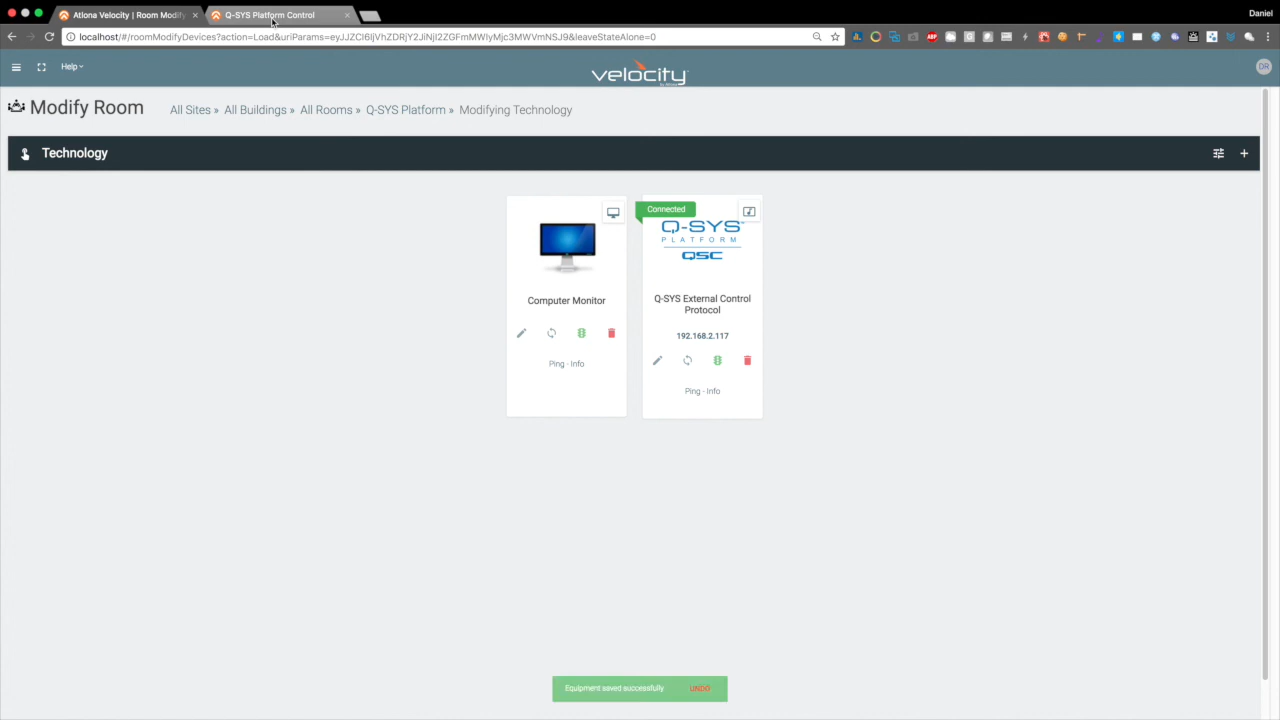 Atlona Velocity | Room Modify
Q-SYS Platform Control
Daniel
localhost/#/roomModifyDevices?action=Load&uriParams=eyJJZCI6IjVhZDRjY2JiNjI2ZGFmMWIyMjc3MWVmNSJ9&leaveStateAlone=0
Help
velocity
DR
Modify Room
All Sites » All Buildings » All Rooms » Q-SYS Platform » Modifying Technology
Technology
Connected
Q-SYS™
PLATFORM
QSC
Computer Monitor
Q-SYS External Control
Protocol
192.168.2.117
Ping - Info
Ping - Info
Equipment saved successfully
UNDO